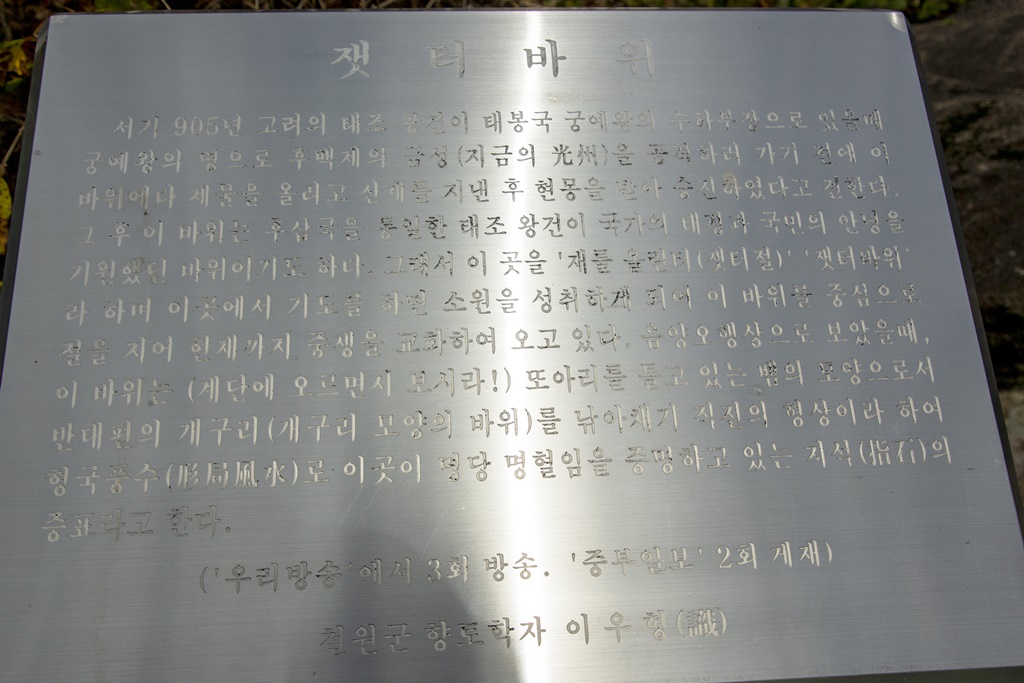 잿터바위
서기 905년 고려의 태조 왕건이 태봉국 궁예왕의 수하부장으로 있을때
궁예왕의 명으로 후백제의 금성(지금의 光州)을 공략하러 가기 전에 이
바위에다 제물을 올리고 산제를 지낸 후 현몽을 받아 승전하였다고 전한다.
그 후 이 바위는 후삼국을 통일한 태조 왕건이 국가의 태평과 국민의 안녕을
기원했던 바위이기도 하다. 그래서 이 곳을 '재를 올린터(잿터절)' '잿터바위'
라 하며 이곳에서 기도를 하면 소원을 성취하게 되어 이 바위를 중심으로
절을 지어 언제까지 중생을 교화하여 오고 있다. 음양오행상으로 보았을때,
이 바위는 (계단에 오르면서 보시라!) 또아리를 틀고 있는 뱀의 모양으로서
반대편의 개구리(개구리 모양의 바위)를 낚아채기 직전의 형상이라 하여
형국풍수(形局風水)로 이곳이 명당 명혈임을 증명하고 있는 지석(指石)의
증표라고 한다.
('우리방송'에서 3회 방송. '중부일보' 2회 게재)
철원군 향토학자 이우형(識)